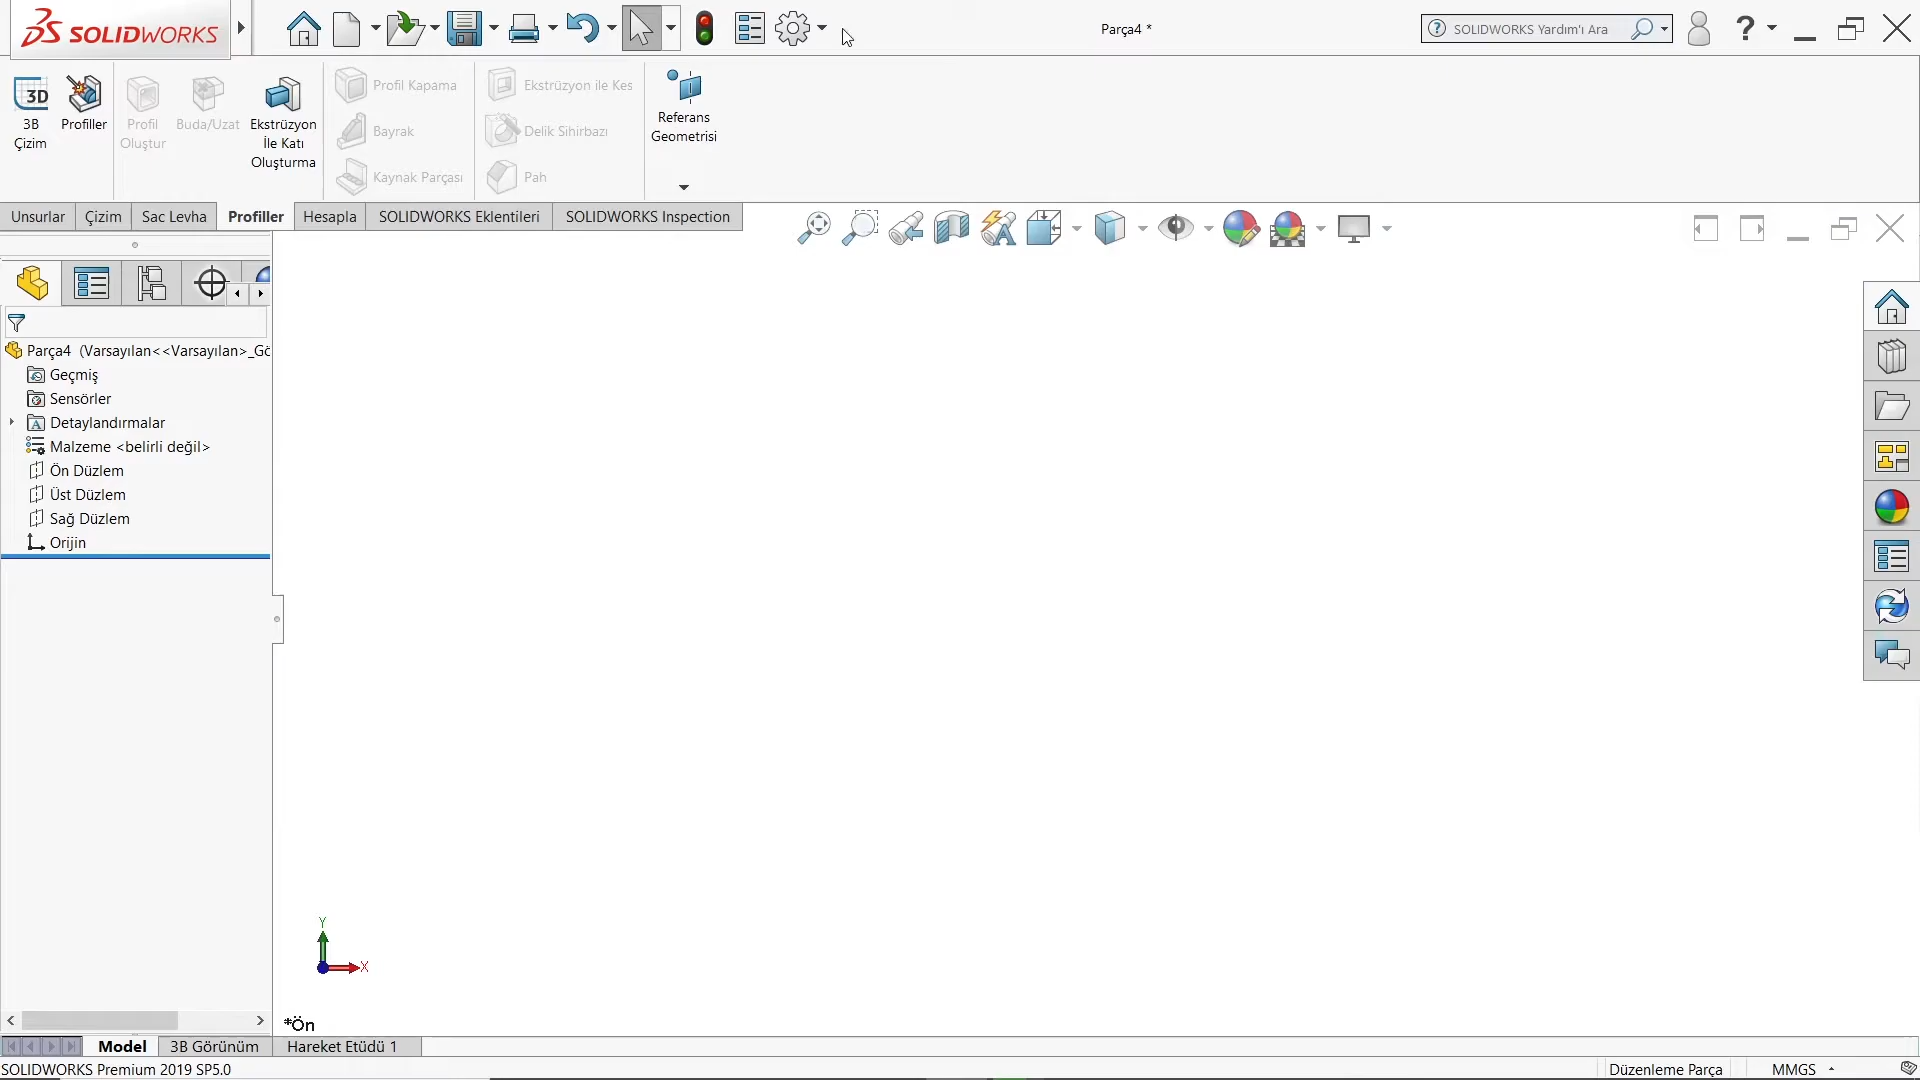 SOLIDWORKS
Parça4 *
SOLIDWORKS Yardım'ı Ara
3D
3B
Çizim
Profiller
Profil
Oluştur
Buda/Uzat
Ekstrüzyon
İle Katı
Oluşturma
Profil Kapama
Bayrak
Kaynak Parçası
Ekstrüzyon ile Kes
Delik Sihirbazı
Pah
Referans
Geometrisi
Unsurlar
Çizim
Sac Levha
Profiller
Hesapla
SOLIDWORKS Eklentileri
SOLIDWORKS Inspection
Parça4 (Varsayılan<<Varsayılan>_Gö
Geçmiş
Sensörler
Detaylandırmalar
Malzeme <belirli değil>
Ön Düzlem
Üst Düzlem
Sağ Düzlem
Orijin
Y
X
*Ön
Model
3B Görünüm
Hareket Etüdü 1
SOLIDWORKS Premium 2019 SP5.0
Düzenleme Parça
MMGS